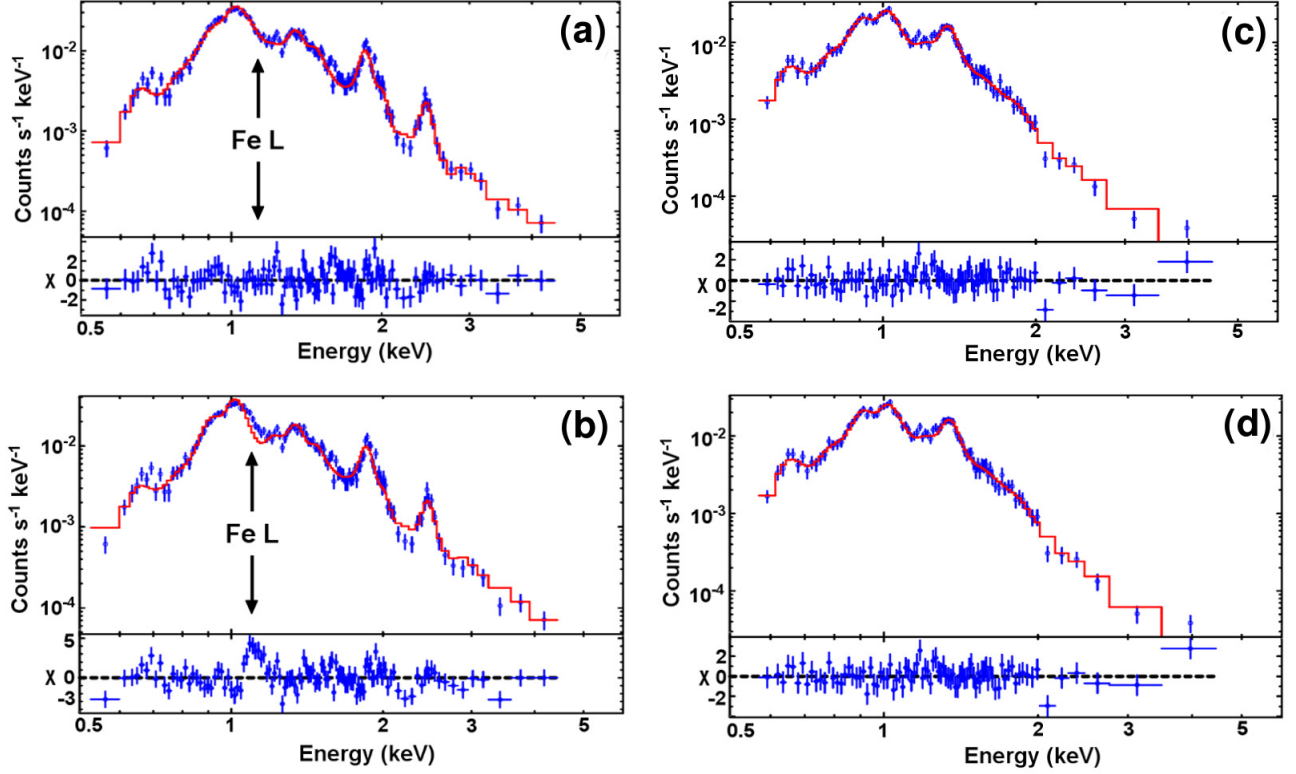 (a)
Counts s⁻¹ keV⁻¹
10⁻²
10⁻³
10⁻⁴
Fe L
χ
2
0
-2
0.5 1 2 3 5
Energy (keV)
(c)
Counts s⁻¹ keV⁻¹
10⁻²
10⁻³
10⁻⁴
χ
2
0
-2
0.5 1 2 3 5
Energy (keV)
(b)
Counts s⁻¹ keV⁻¹
10⁻²
10⁻³
10⁻⁴
Fe L
χ
5
0
-3
0.5 1 2 3 5
Energy (keV)
(d)
Counts s⁻¹ keV⁻¹
10⁻²
10⁻³
10⁻⁴
χ
2
0
-2
0.5 1 2 3 5
Energy (keV)